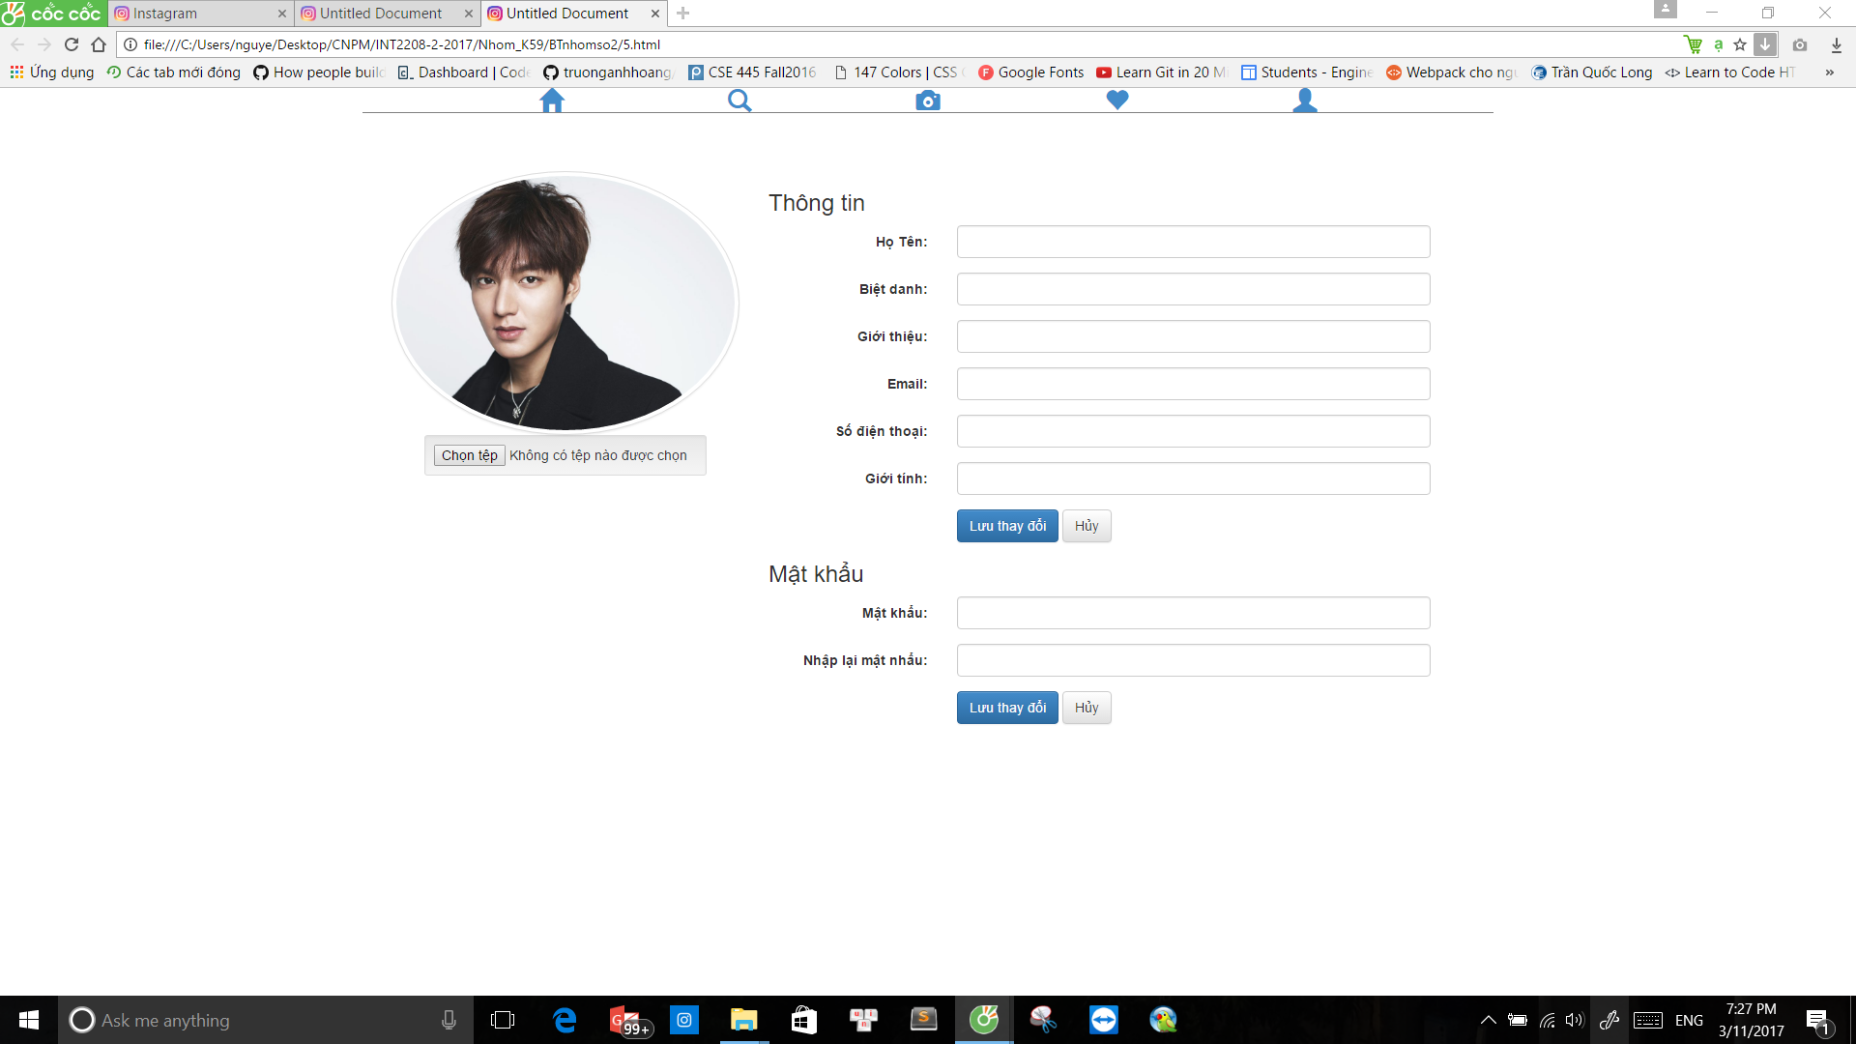 cốc cốc
Instagram
Untitled Document
Untitled Document
file:///C:/Users/nguye/Desktop/CNPM/INT2208-2-2017/Nhom_K59/BTnhomso2/5.html
Ứng dụng
Các tab mới đóng
How people buil
Dashboard | Cod
truonganhhoang
CSE 445 Fall2016
147 Colors | CSS
Google Fonts
Learn Git in 20 M
Students - Engine
Webpack cho ng
Trần Quốc Long
Learn to Code HT
»
Thông tin
Họ Tên:
Biệt danh:
Giới thiệu:
Email:
Số điện thoại:
Giới tính:
Chọn tệp Không có tệp nào được chọn
Lưu thay đổi Hủy
Mật khẩu
Mật khẩu:
Nhập lại mật nhẩu:
Lưu thay đổi Hủy
Ask me anything
99+
ENG
7:27 PM
3/11/2017
1